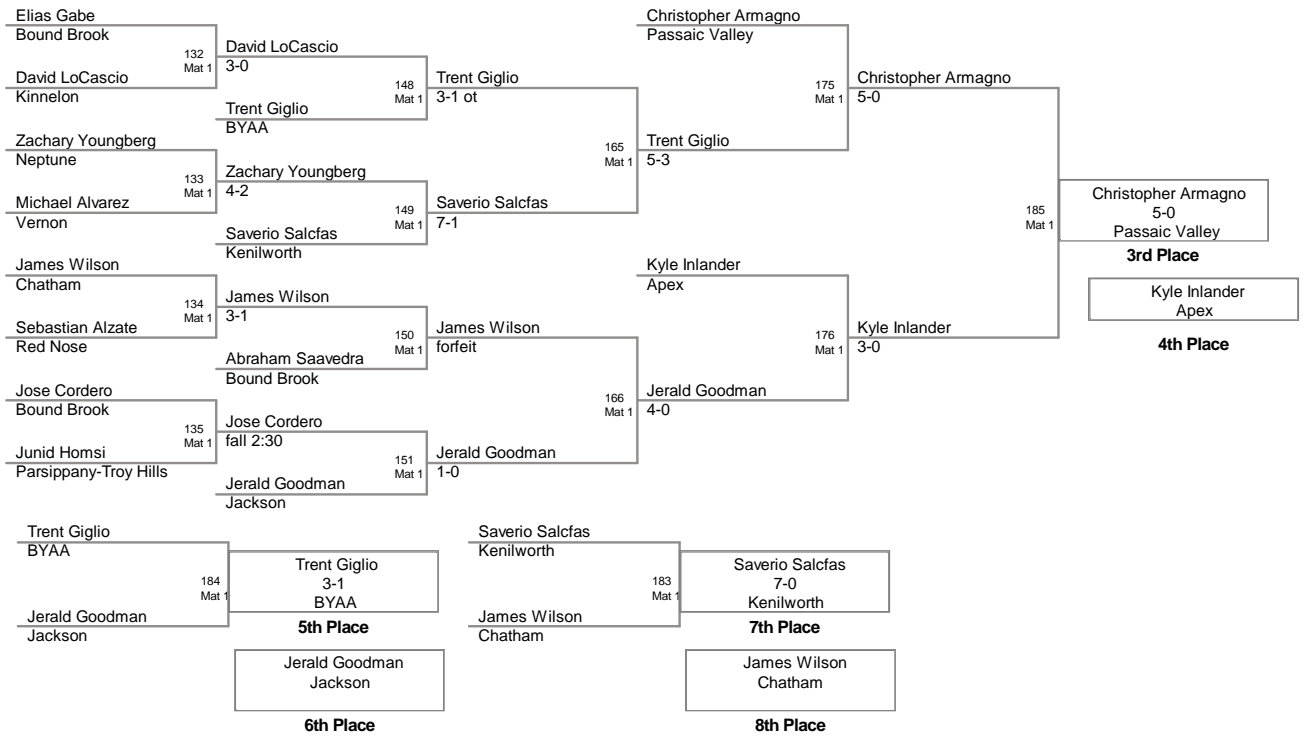 Elias Gabe
Bound Brook
132
Mat 1
David LoCascio
Kinnelon
David LoCascio
3-0
148
Mat 1
Trent Giglio
BYAA
Trent Giglio
3-1 ot
Zachary Youngberg
Neptune
133
Mat 1
Michael Alvarez
Vernon
Zachary Youngberg
4-2
149
Mat 1
Saverio Salcfas
Kenilworth
Saverio Salcfas
7-1
165
Mat 1
Trent Giglio
5-3
Christopher Armagno
Passaic Valley
175
Mat 1
Christopher Armagno
5-0
James Wilson
Chatham
134
Mat 1
Sebastian Alzate
Red Nose
James Wilson
3-1
150
Mat 1
Abraham Saavedra
Bound Brook
James Wilson
forfeit
Jose Cordero
Bound Brook
135
Mat 1
Junid Homsi
Parsippany-Troy Hills
Jose Cordero
fall 2:30
151
Mat 1
Jerald Goodman
Jackson
Jerald Goodman
1-0
166
Mat 1
Jerald Goodman
4-0
Kyle Inlander
Apex
176
Mat 1
Kyle Inlander
3-0
185
Mat 1
Christopher Armagno
5-0
Passaic Valley
3rd Place
Kyle Inlander
Apex
4th Place
Trent Giglio
BYAA
184
Mat 1
Jerald Goodman
Jackson
Trent Giglio
3-1
BYAA
5th Place
Jerald Goodman
Jackson
6th Place
Saverio Salcfas
Kenilworth
183
Mat 1
James Wilson
Chatham
Saverio Salcfas
7-0
Kenilworth
7th Place
James Wilson
Chatham
8th Place